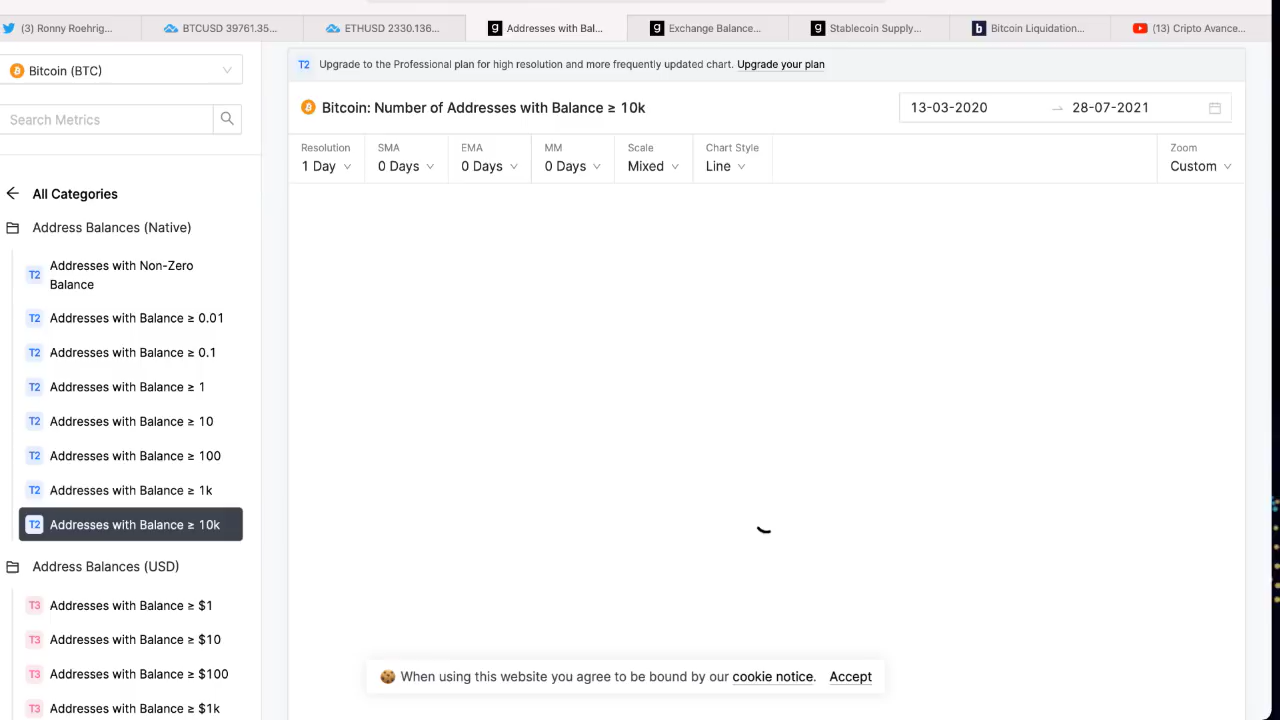 (3) Ronny Roehrig...
BTCUSD 39761.35...
ETHUSD 2330.136...
Addresses with Bal...
Exchange Balance...
Stablecoin Supply...
Bitcoin Liquidation...
(13) Cripto Avance...
Bitcoin (BTC)
T2 Upgrade to the Professional plan for high resolution and more frequently updated chart. Upgrade your plan
Bitcoin: Number of Addresses with Balance ≥ 10k
13-03-2020 → 28-07-2021
Search Metrics
Resolution
1 Day
SMA
0 Days
EMA
0 Days
MM
0 Days
Scale
Mixed
Chart Style
Line
Zoom
Custom
All Categories
Address Balances (Native)
T2 Addresses with Non-Zero
Balance
T2 Addresses with Balance ≥ 0.01
T2 Addresses with Balance ≥ 0.1
T2 Addresses with Balance ≥ 1
T2 Addresses with Balance ≥ 10
T2 Addresses with Balance ≥ 100
T2 Addresses with Balance ≥ 1k
T2 Addresses with Balance ≥ 10k
Address Balances (USD)
T3 Addresses with Balance ≥ $1
T3 Addresses with Balance ≥ $10
T3 Addresses with Balance ≥ $100
T3 Addresses with Balance ≥ $1k
When using this website you agree to be bound by our cookie notice. Accept